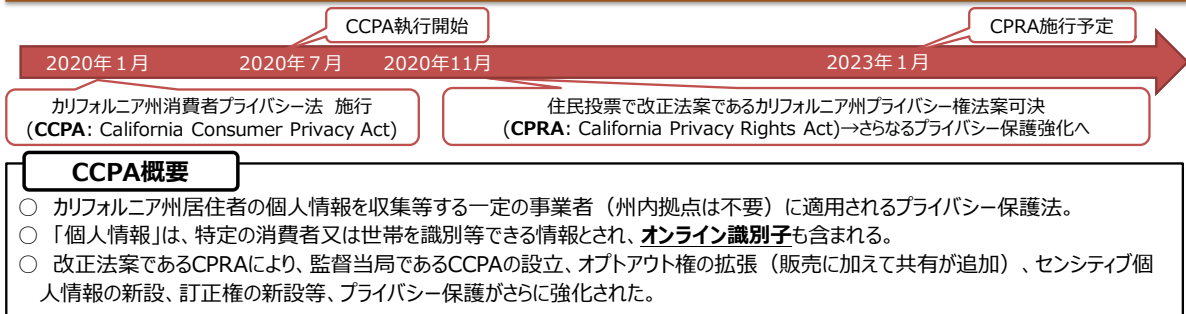 CCPA執行開始
CPRA施行予定
2020年1月 2020年7月 2020年11月 2023年1月
カリフォルニア州消費者プライバシー法 施行
(CCPA: California Consumer Privacy Act)
住民投票で改正法案であるカリフォルニア州プライバシー権法案可決
(CPRA: California Privacy Rights Act)→さらなるプライバシー保護強化へ
CCPA概要
○ カリフォルニア州居住者の個人情報を収集等する一定の事業者（州内拠点は不要）に適用されるプライバシー保護法。
○ 「個人情報」は、特定の消費者又は世帯を識別等できる情報とされ、オンライン識別子も含まれる。
○ 改正法案であるCPRAにより、監督当局であるCCPAの設立、オプトアウト権の拡張（販売に加えて共有が追加）、センシティブ個
人情報の新設、訂正権の新設等、プライバシー保護がさらに強化された。